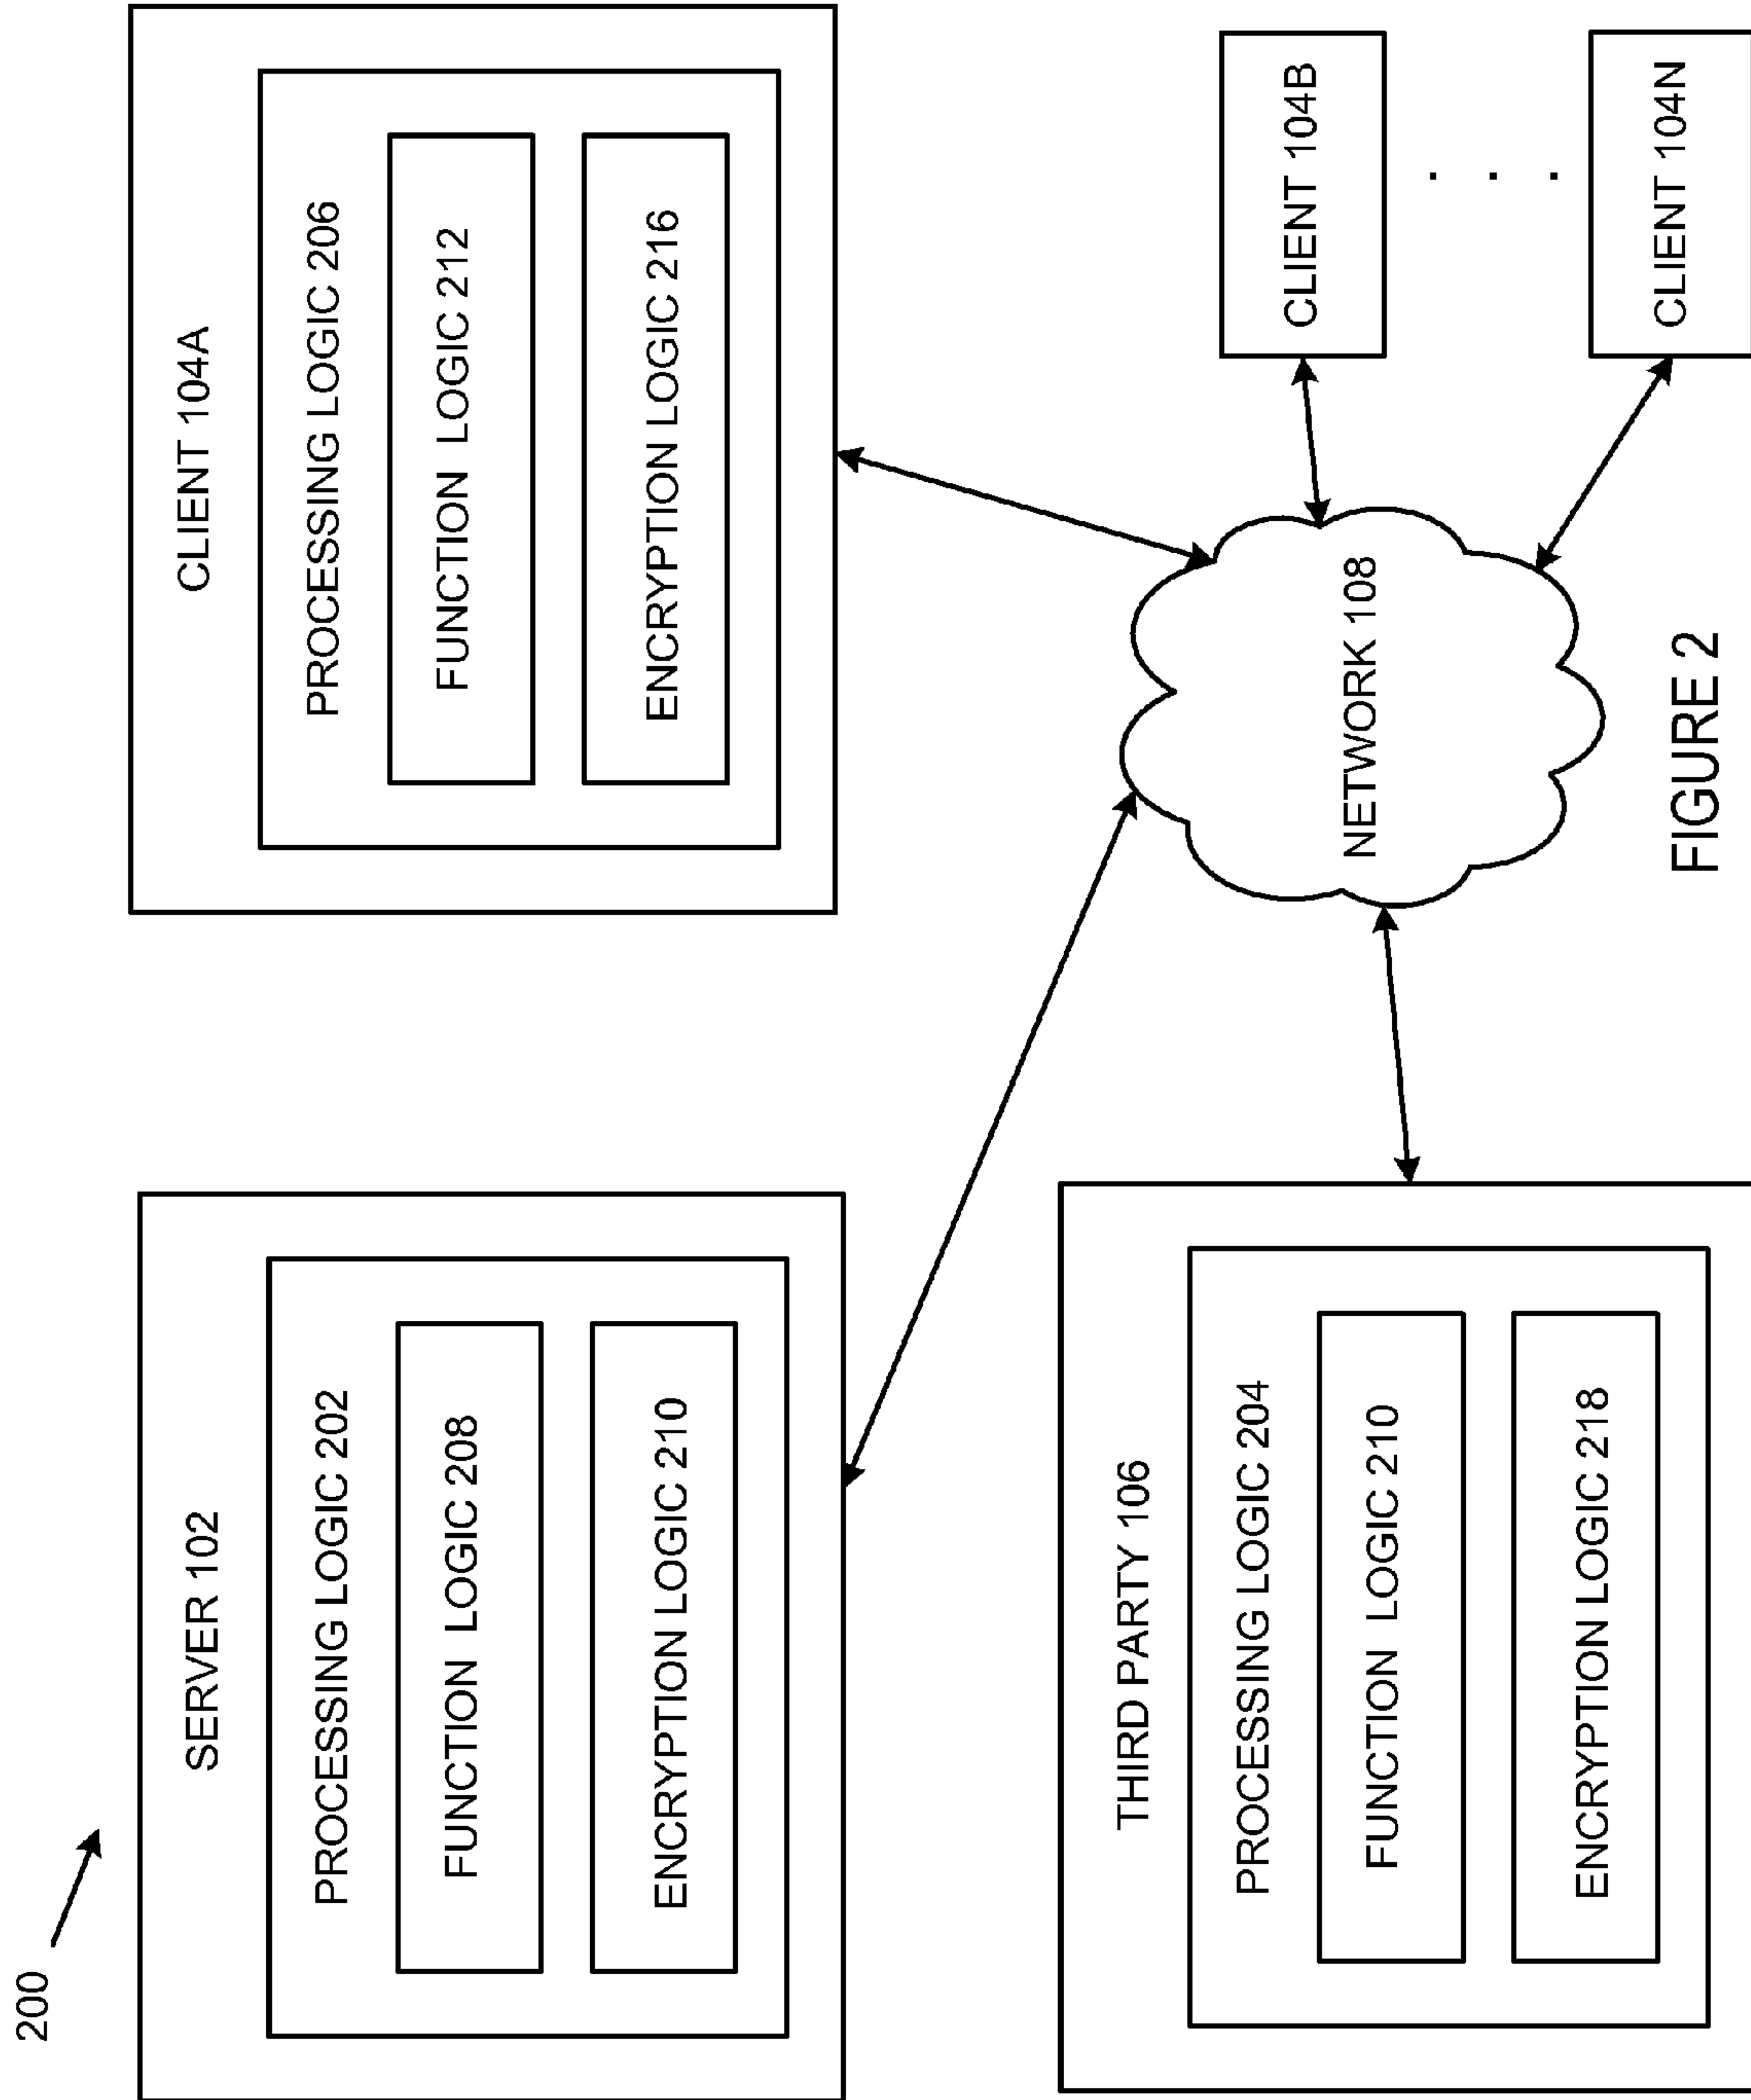 200
SERVER 102
PROCESSING LOGIC 202
FUNCTION LOGIC 208
ENCRYPTION LOGIC 210
CLIENT 104A
PROCESSING LOGIC 206
FUNCTION LOGIC 212
ENCRYPTION LOGIC 216
THIRD PARTY 106
PROCESSING LOGIC 204
FUNCTION LOGIC 210
ENCRYPTION LOGIC 218
NETWORK 108
CLIENT 104B
. . .
CLIENT 104N
FIGURE 2